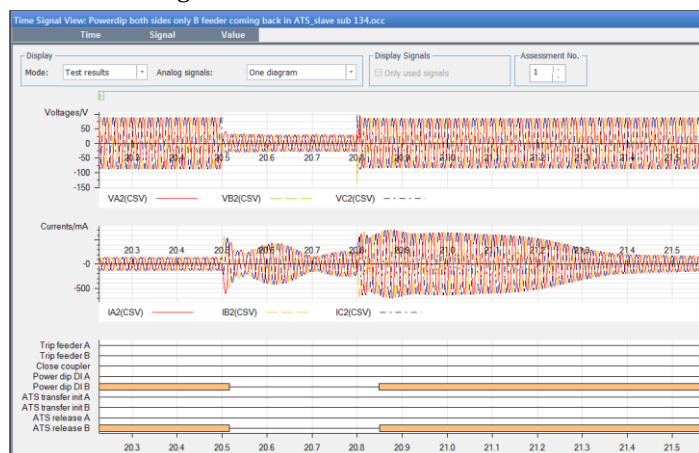 Time Signal View: Powerdip both sides only B feeder coming back in ATS_slave sub 134.occ
Time Signal Value
Display Display Signals Assessment No.
Mode: Test results Analog signals: One diagram Only used signals 1
Voltages/V
50
0
-50
-100
-150
20.3 20.4 20.5 20.6 20.7 20.8 20.9 21.0 21.1 21.2 21.3 21.4 21.5
VA2(CSV) VB2(CSV) VC2(CSV)
Currents/mA
20.3 20.4 20.5 20.6 20.7 20.8 20.9 21.0 21.1 21.2 21.3 21.4 21.5
-0
-500
IA2(CSV) IB2(CSV) IC2(CSV)
Trip feeder A
Trip feeder B
Close coupler
Power dip DI A
Power dip DI B
ATS transfer init A
ATS transfer init B
ATS release A
ATS release B
20.3 20.4 20.5 20.6 20.7 20.8 20.9 21.0 21.1 21.2 21.3 21.4 21.5